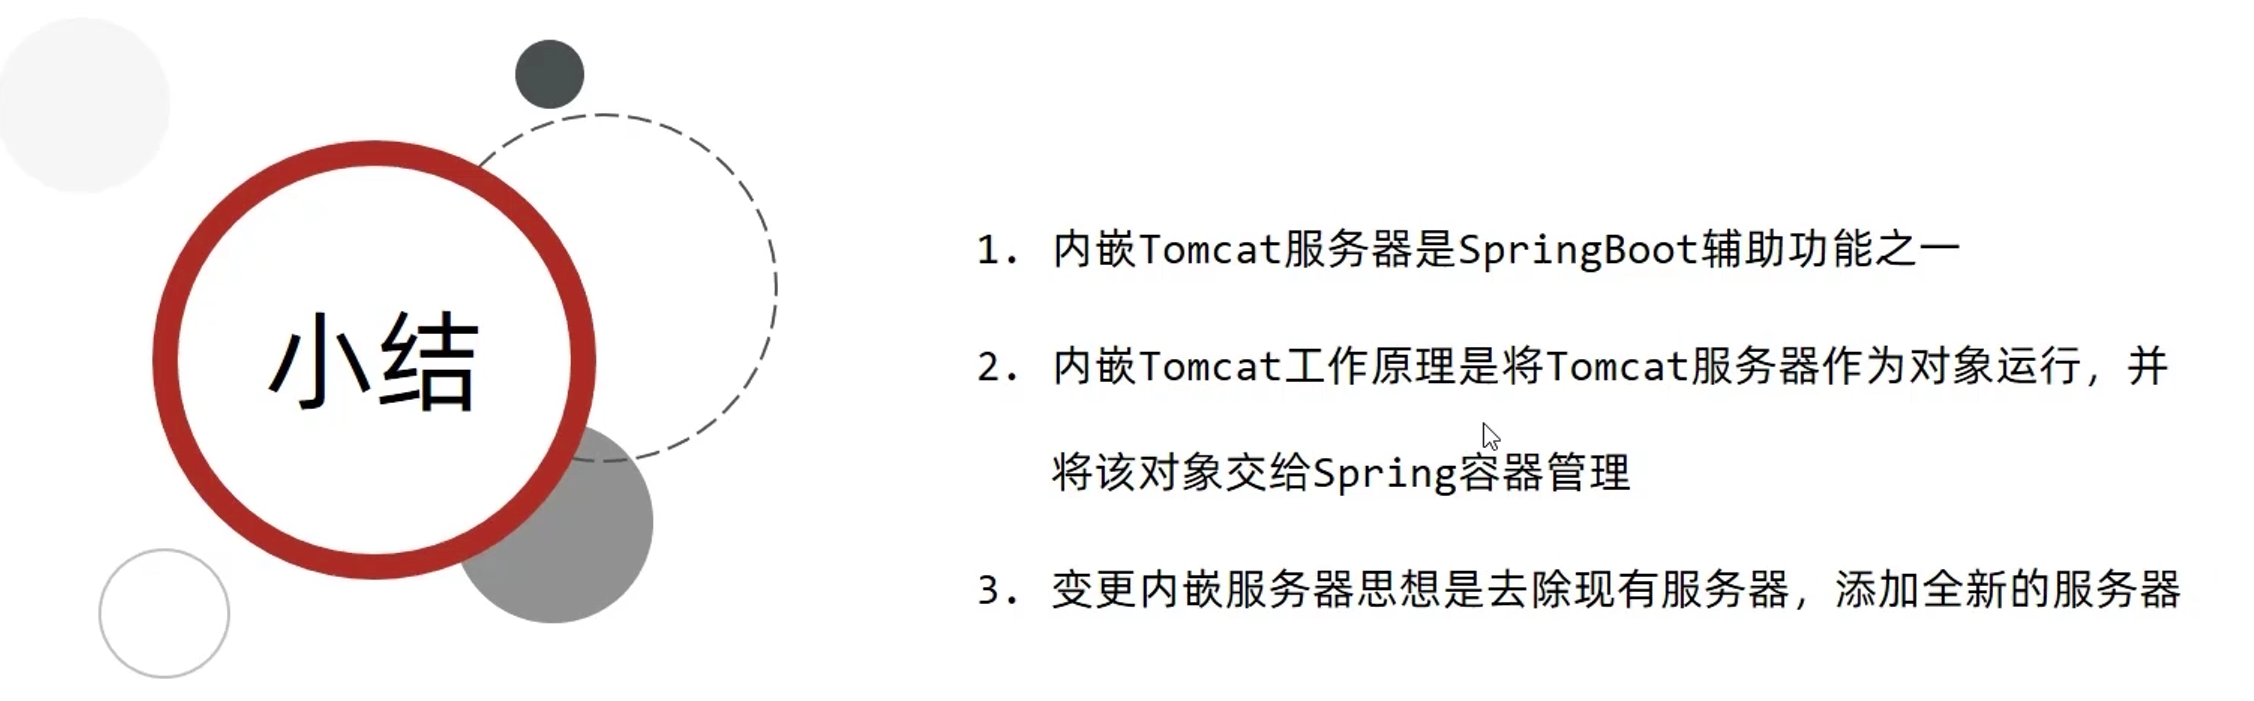 小结
1. 内嵌Tomcat服务器是SpringBoot辅助功能之一
2. 内嵌Tomcat工作原理是将Tomcat服务器作为对象运行，并
将该对象交给Spring容器管理
3. 变更内嵌服务器思想是去除现有服务器，添加全新的服务器